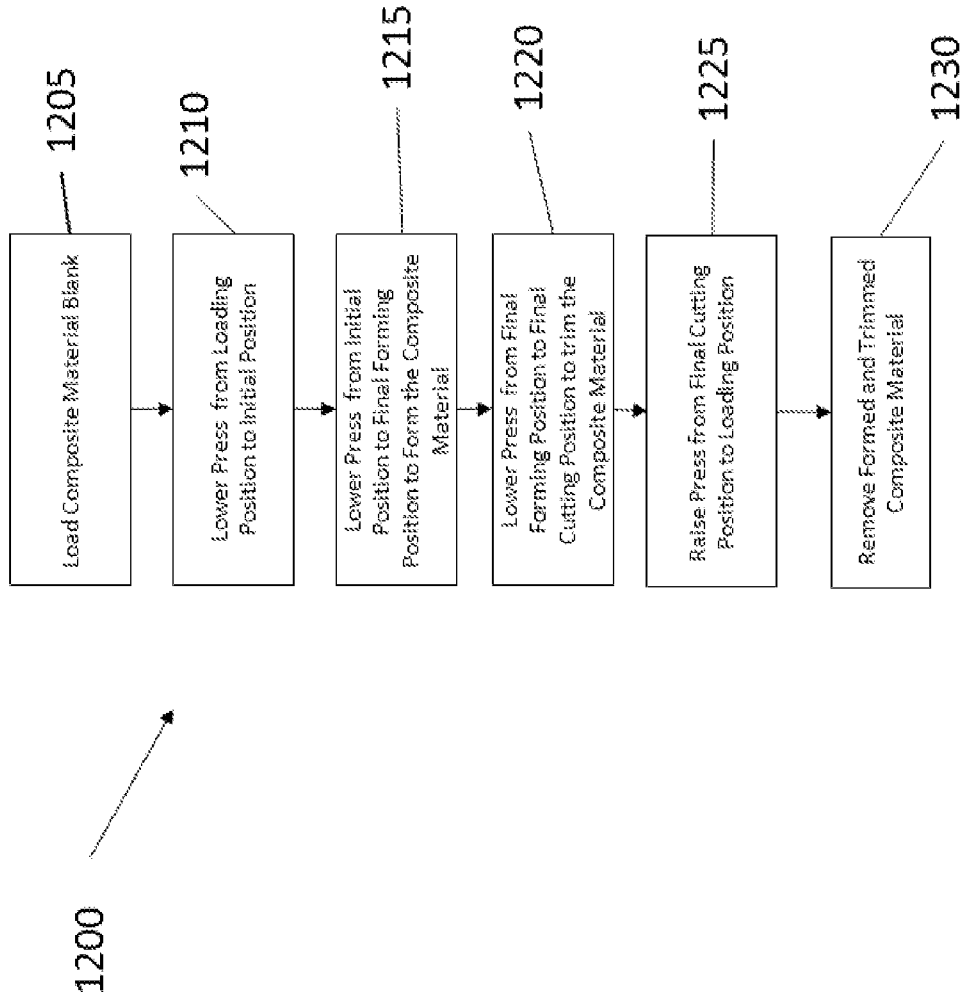 1200
Load Composite Material Blank
1205
Lower Press from Loading
Position to Initial Position
1210
Lower Press from Initial
Position to Final Forming
Position to Form the Composite
Material
1215
Lower Press from Final
Forming Position to Final
Cutting Position to trim the
Composite Material
1220
Raise Press from Final Cutting
Position to Loading Position
1225
Remove Formed and Trimmed
Composite Material
1230